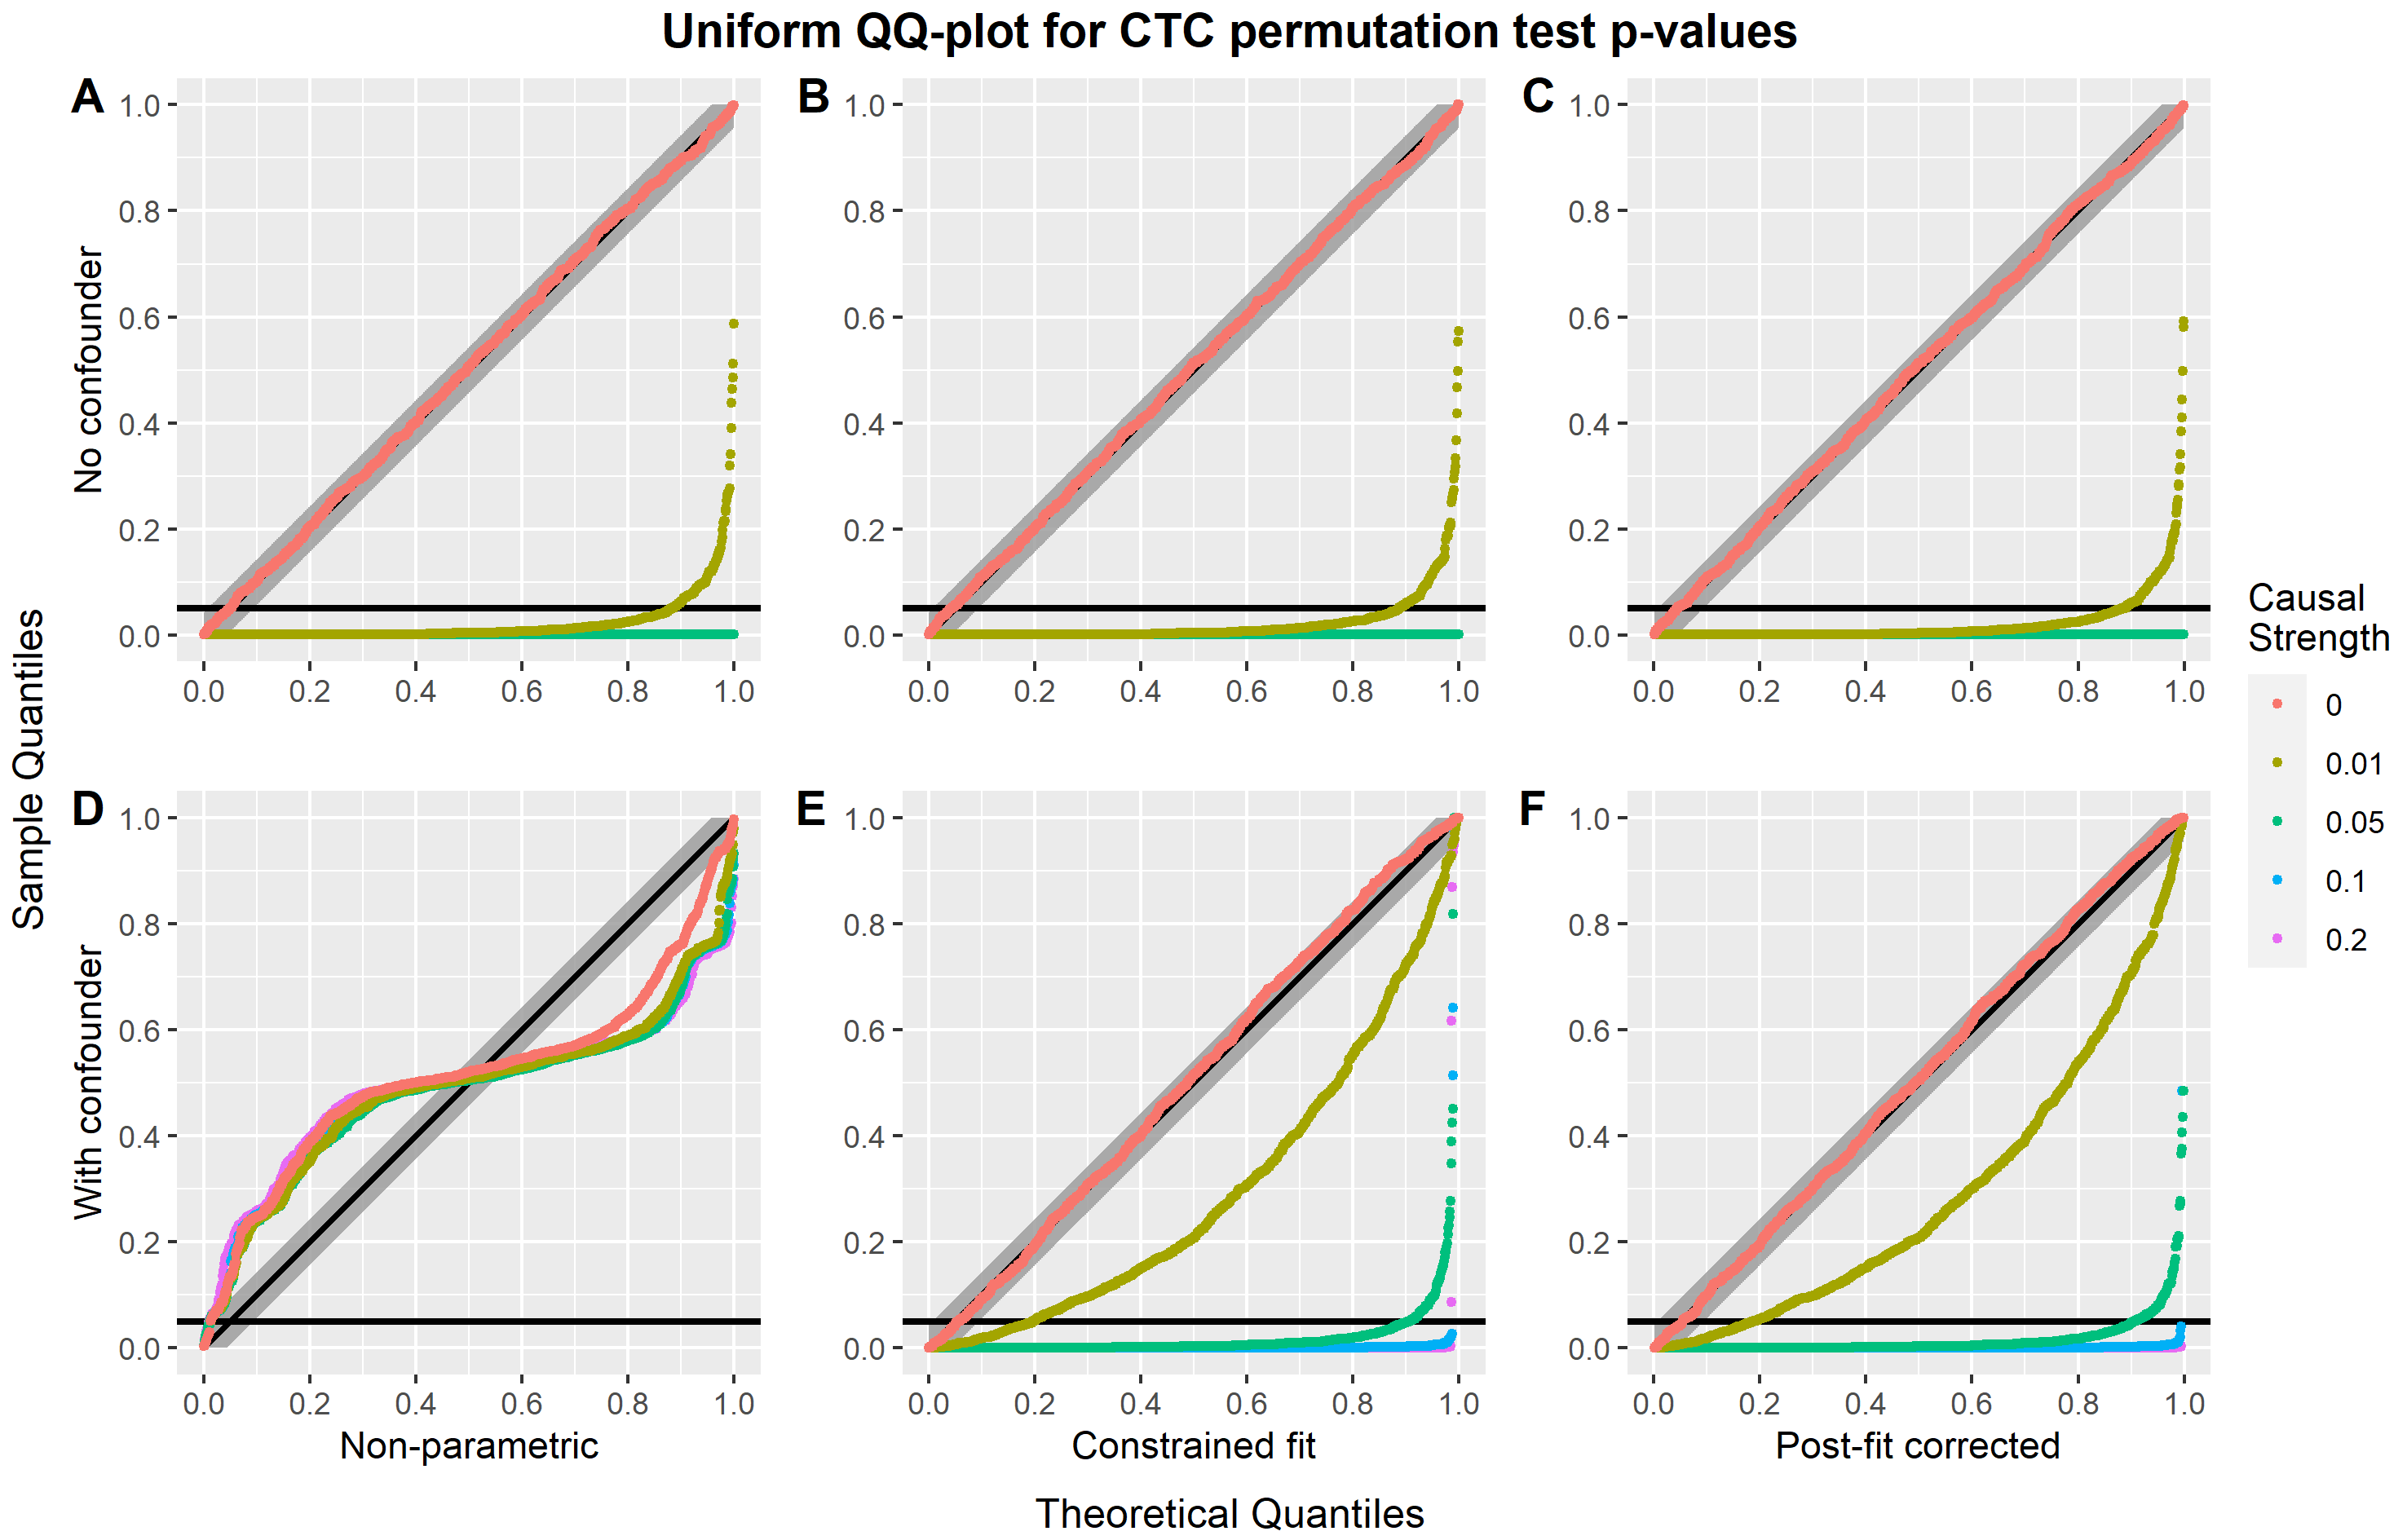 Uniform QQ-plot for CTC permutation test p-values
A
1.0
0.8
0.6
0.4
0.2
0.0
0.0 0.2 0.4 0.6 0.8 1.0
No confounder
B
1.0
0.8
0.6
0.4
0.2
0.0
0.0 0.2 0.4 0.6 0.8 1.0
C
1.0
0.8
0.6
0.4
0.2
0.0
0.0 0.2 0.4 0.6 0.8 1.0
Sample Quantiles
D
1.0
0.8
0.6
0.4
0.2
0.0
0.0 0.2 0.4 0.6 0.8 1.0
With confounder
Non-parametric
E
1.0
0.8
0.6
0.4
0.2
0.0
0.0 0.2 0.4 0.6 0.8 1.0
Constrained fit
F
1.0
0.8
0.6
0.4
0.2
0.0
0.0 0.2 0.4 0.6 0.8 1.0
Post-fit corrected
Theoretical Quantiles
Causal
Strength
0
0.01
0.05
0.1
0.2